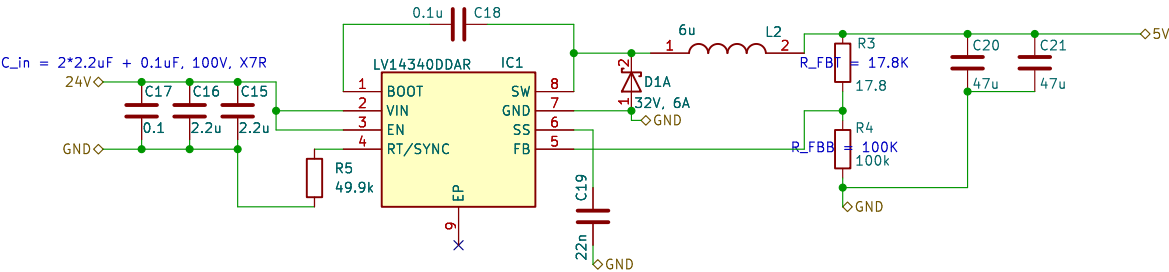 0.1u C18
6u L2
5V
C_in = 2*2.2uF + 0.1uF, 100V, X7R
24V
C17 C16 C15
0.1 2.2u 2.2u
GND
LV14340DDAR IC1
1 BOOT
2 VIN
3 EN
4 RT/SYNC
SW 8
GND 7
SS 6
FB 5
EP
9
R5
49.9k
1 2
2
D1A
1
32V, 6A
GND
C19
22n
GND
R3
R_FBT = 17.8K
17.8
R4
R_FBB = 100K
100k
GND
C20 C21
47u 47u